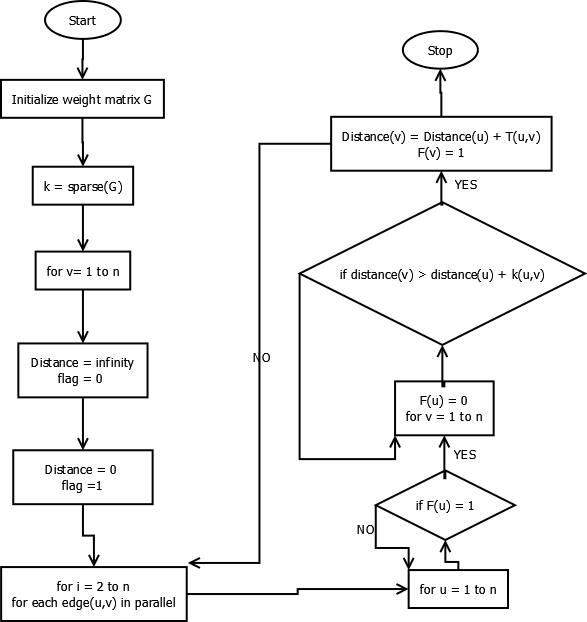 Start
Initialize weight matrix G
k = sparse(G)
for v= 1 to n
Distance = infinity
flag = 0
Distance = 0
flag =1
for i = 2 to n
for each edge(u,v) in parallel
Stop
Distance(v) = Distance(u) + T(u,v)
F(v) = 1
YES
if distance(v) > distance(u) + k(u,v)
NO
F(u) = 0
for v = 1 to n
YES
if F(u) = 1
NO
for u = 1 to n